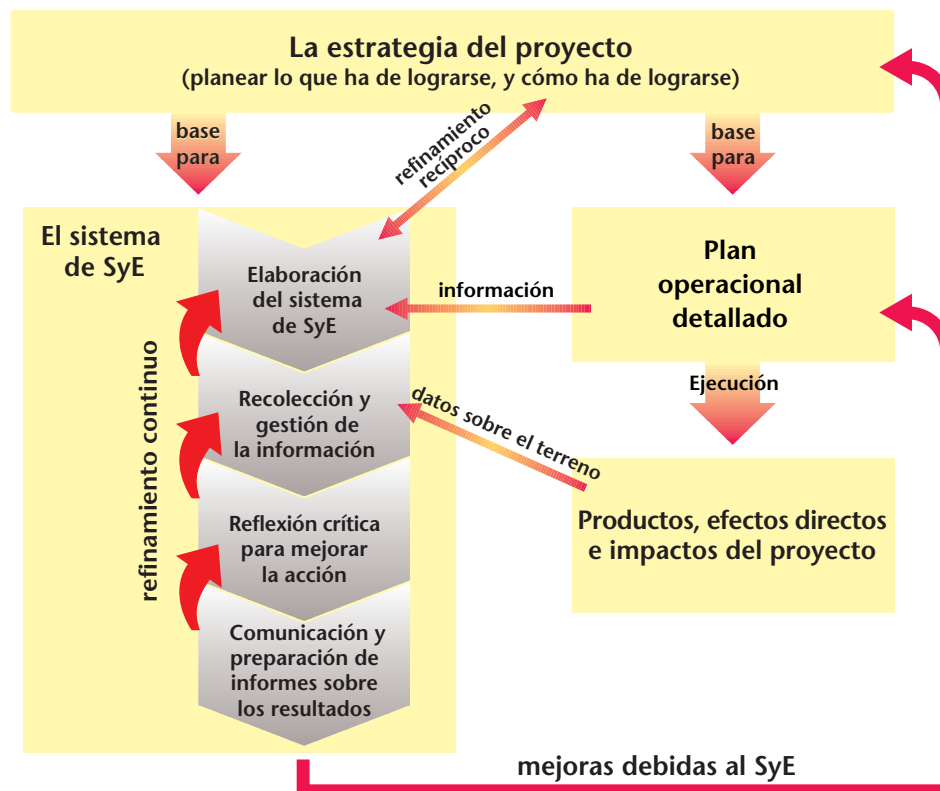 La estrategia del proyecto
(planear lo que ha de lograrse, y cómo ha de lograrse)
base
para
refinamiento
recíproco
base
para
El sistema
de SyE
Elaboración
del sistema
de SyE
información
Plan
operacional
detallado
refinamiento continuo
Recolección y
gestión de
la información
datos sobre el terreno
Ejecución
Reflexión crítica
para mejorar
la acción
Productos, efectos directos
e impactos del proyecto
Comunicación y
preparación de
informes sobre
los resultados
mejoras debidas al SyE